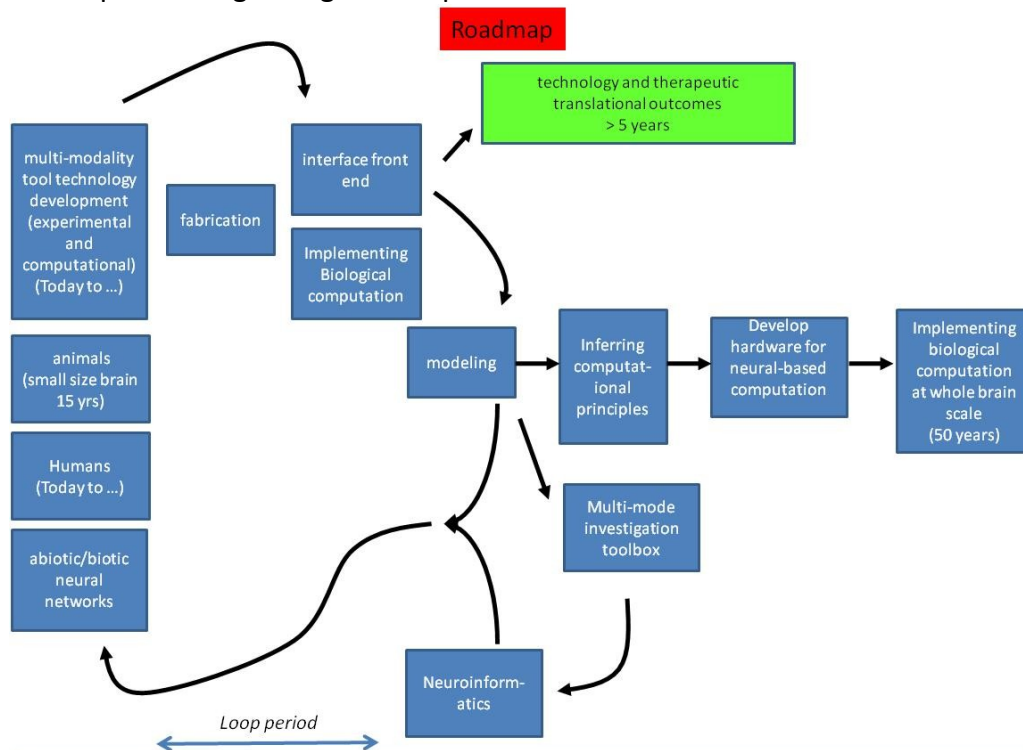 Roadmap
technology and therapeutic
translational outcomes
> 5 years
multi-modality
tool technology
development
(experimental
and
computational)
(Today to ...)
fabrication
interface front
end
Implementing
Biological
computation
animals
(small size brain
15 yrs)
Humans
(Today to ...)
abiotic/biotic
neural
networks
modeling
Inferring
computat-
ional
principles
Develop
hardware for
neural-based
computation
Implementing
biological
computation
at whole brain
scale
(50 years)
Multi-mode
investigation
toolbox
Neuroinform-
atics
Loop period